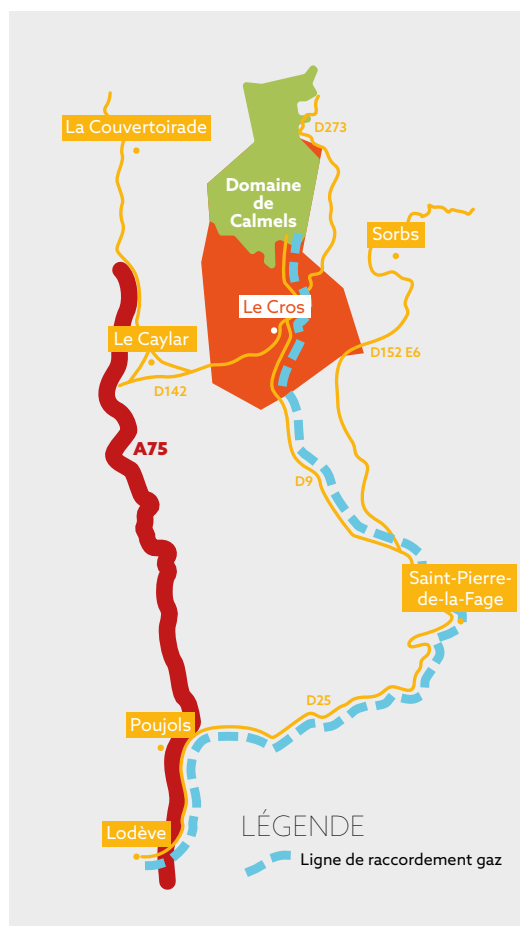 La Couvertoirade
D273
Domaine
de
Calmels
Sorbs
Le Cros
Le Caylar
D152 E6
D142
A75
D9
Saint-Pierre-
de-la-Fage
D25
Poujols
Lodève
LÉGENDE
Ligne de raccordement gaz